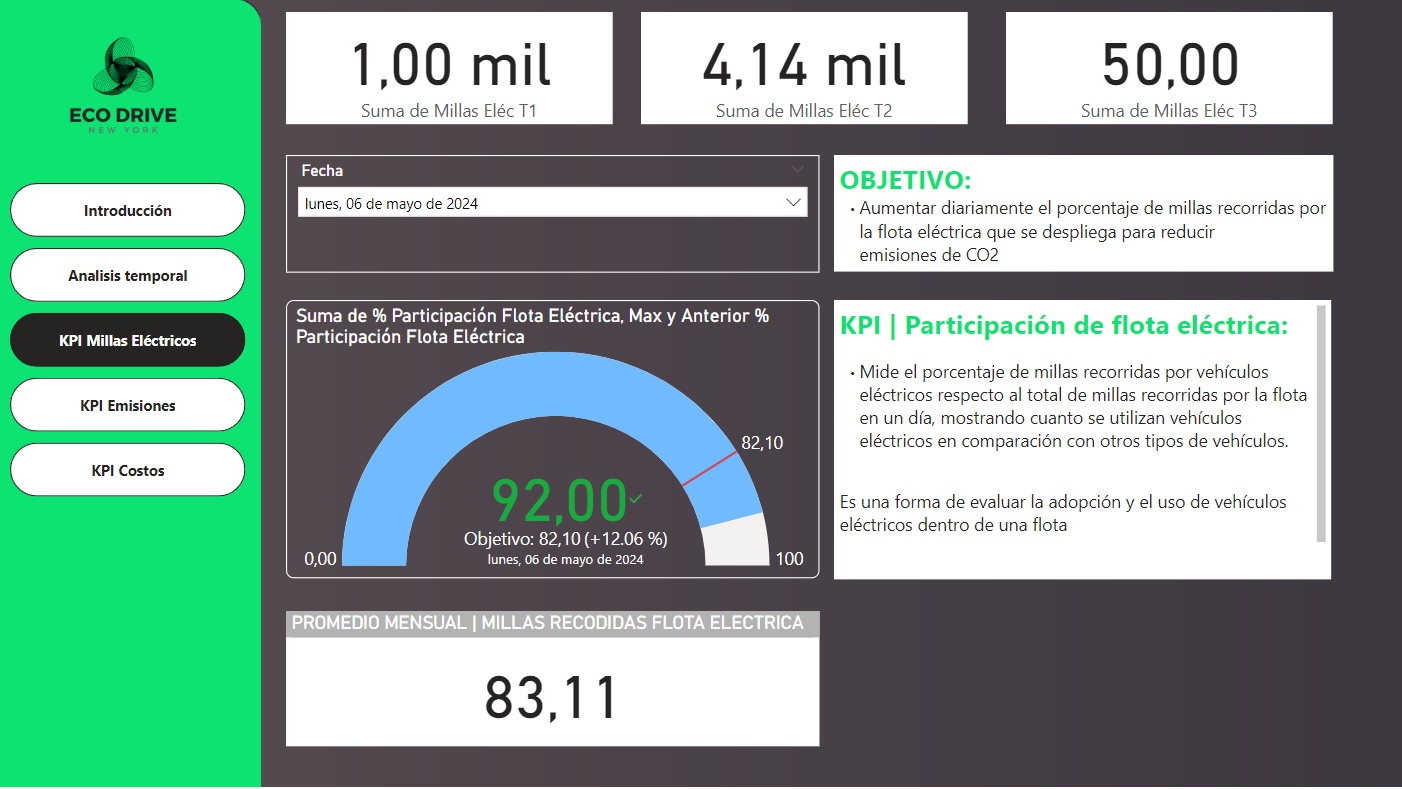 ECO DRIVE
NEW YORK
Introducción
Analisis temporal
KPI Millas Eléctricos
KPI Emisiones
KPI Costos
1,00 mil
Suma de Millas Eléc T1
4,14 mil
Suma de Millas Eléc T2
50,00
Suma de Millas Eléc T3
Fecha
lunes, 06 de mayo de 2024
OBJETIVO:
• Aumentar diariamente el porcentaje de millas recorridas por
la flota eléctrica que se despliega para reducir
emisiones de CO2
Suma de % Participación Flota Eléctrica, Max y Anterior %
Participación Flota Eléctrica
82,10
92,00
Objetivo: 82,10 (+12.06 %)
lunes, 06 de mayo de 2024
0,00
100
KPI | Participación de flota eléctrica:
• Mide el porcentaje de millas recorridas por vehículos
eléctricos respecto al total de millas recorridas por la flota
en un día, mostrando cuanto se utilizan vehículos
eléctricos en comparación con otros tipos de vehículos.
Es una forma de evaluar la adopción y el uso de vehículos
eléctricos dentro de una flota
PROMEDIO MENSUAL | MILLAS RECODIDAS FLOTA ELECTRICA
83,11